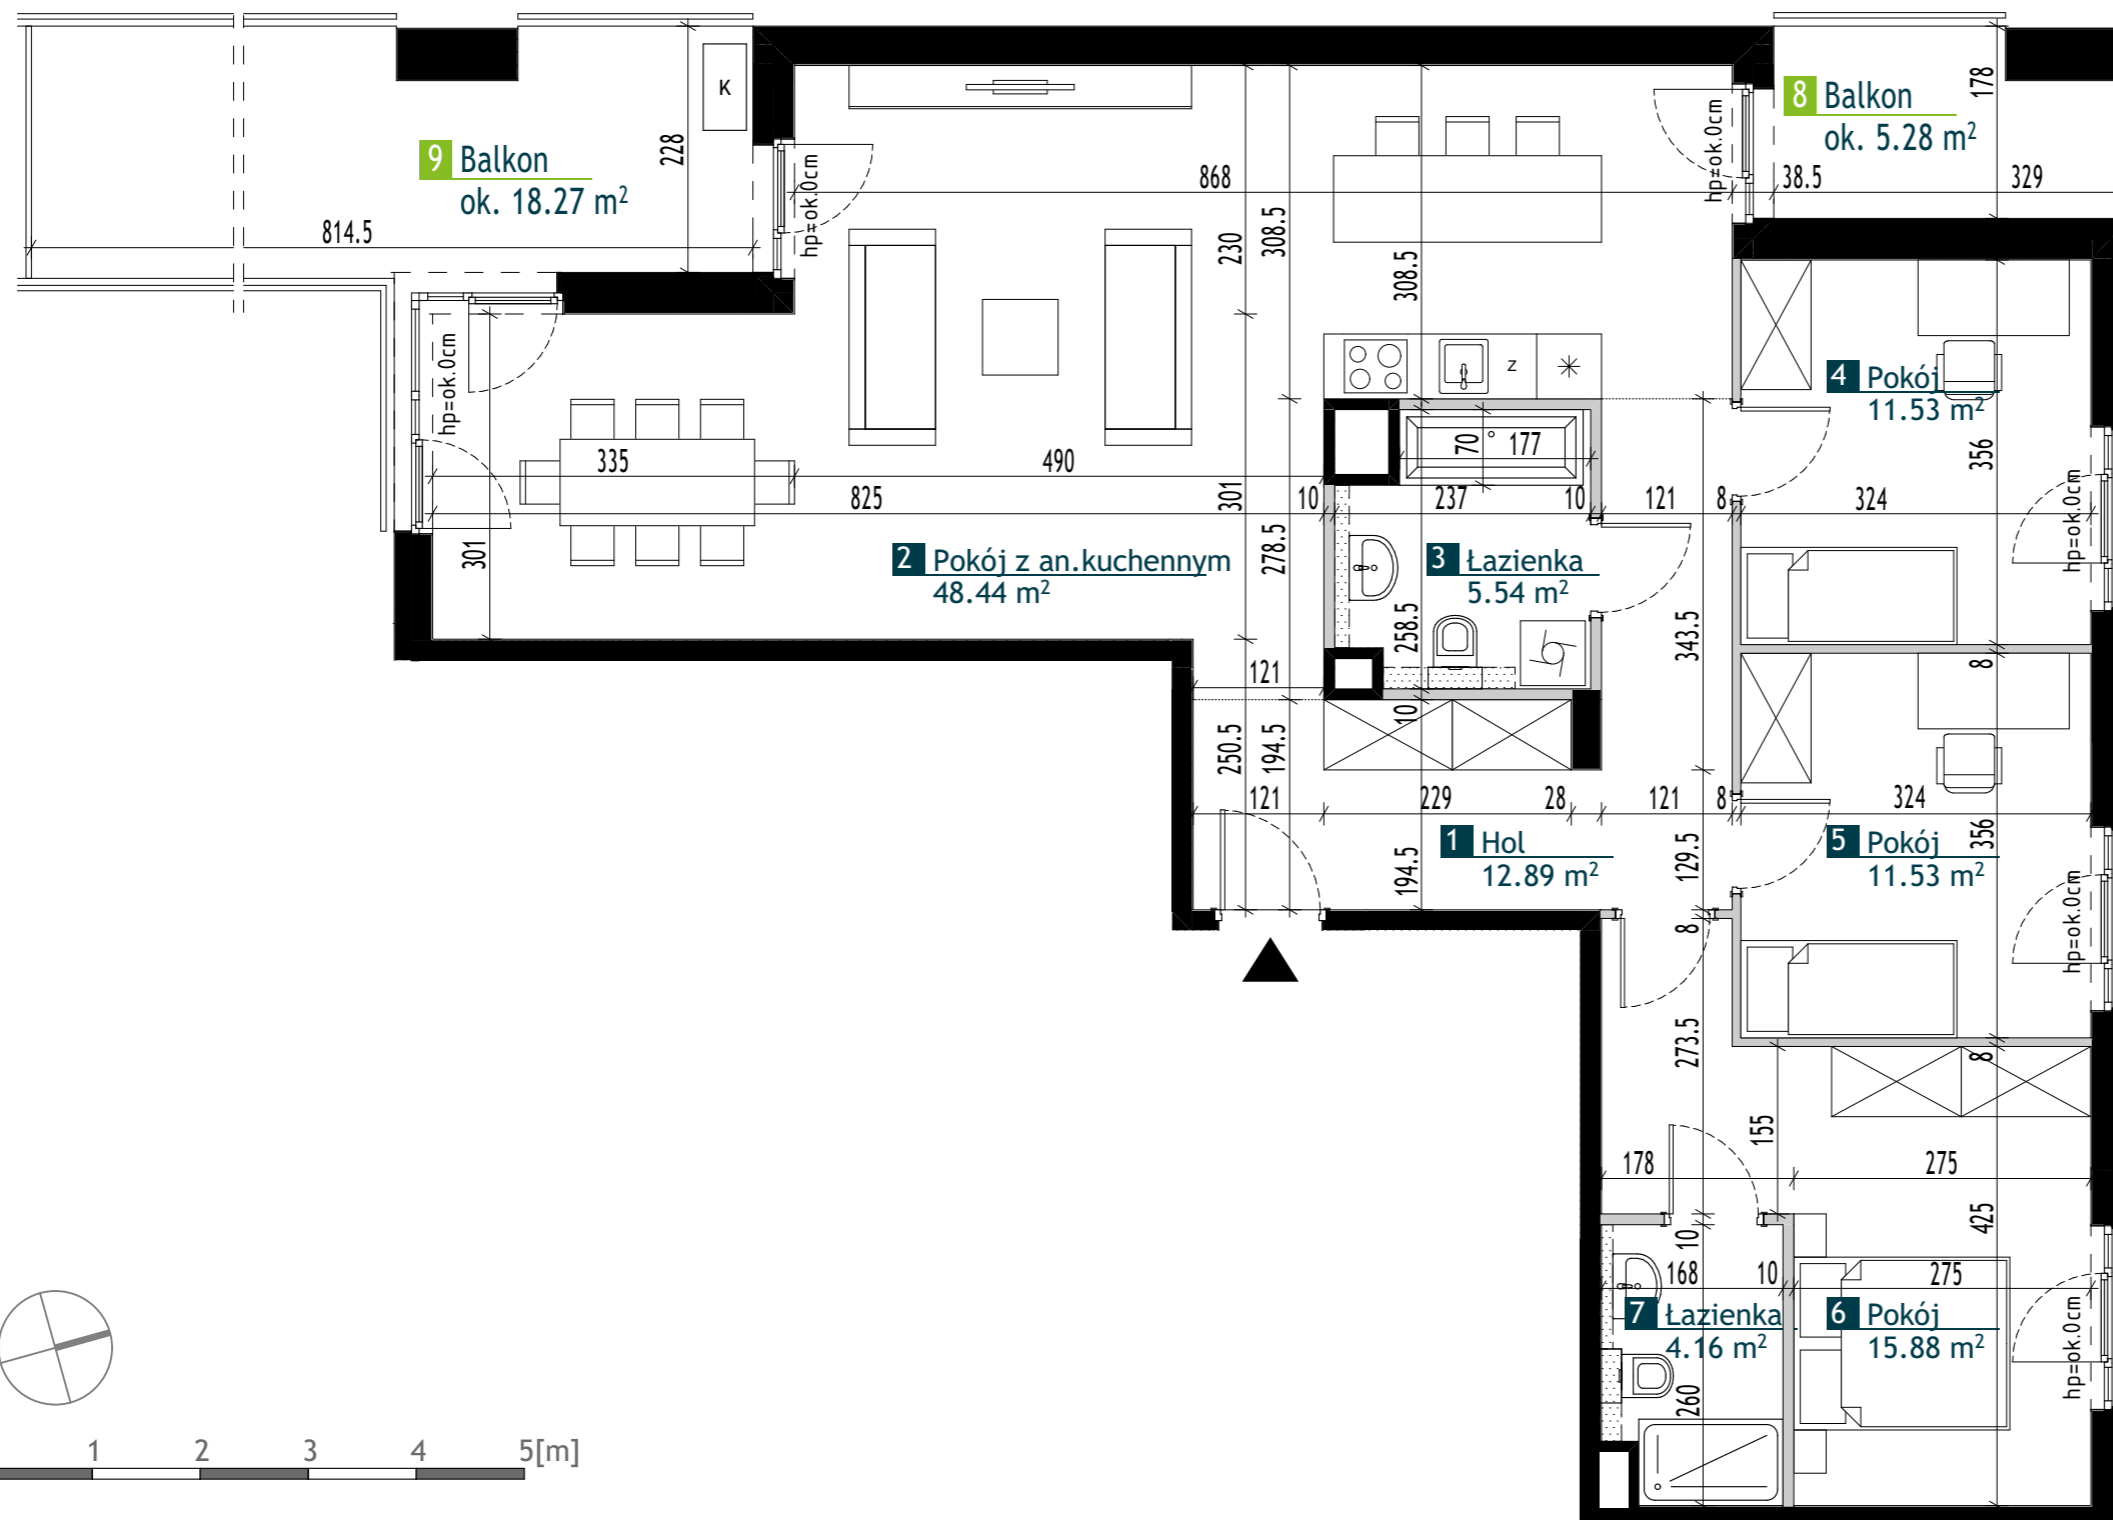 K
9 Balkon
ok. 18.27 m²
228
814.5
hp=ok.0cm
868
230
308.5
308.5
hp=ok.0cm
8 Balkon
ok. 5.28 m²
178
38.5
329
hp=ok.0cm
335
490
825
301
301
278.5
z
70
°
177
10
237
10
121
8
324
4 Pokój
11.53 m²
356
hp=ok.0cm
2 Pokój z an.kuchennym
48.44 m²
3 Łazienka
5.54 m²
258.5
343.5
8
121
10
250.5
194.5
121
229
28
121
8
324
194.5
1 Hol
12.89 m²
129.5
5 Pokój
11.53 m²
356
hp=ok.0cm
8
273.5
8
155
178
275
425
10
168
10
275
7 Łazienka
4.16 m²
6 Pokój
15.88 m²
hp=ok.0cm
260
1 2 3 4 5[m]